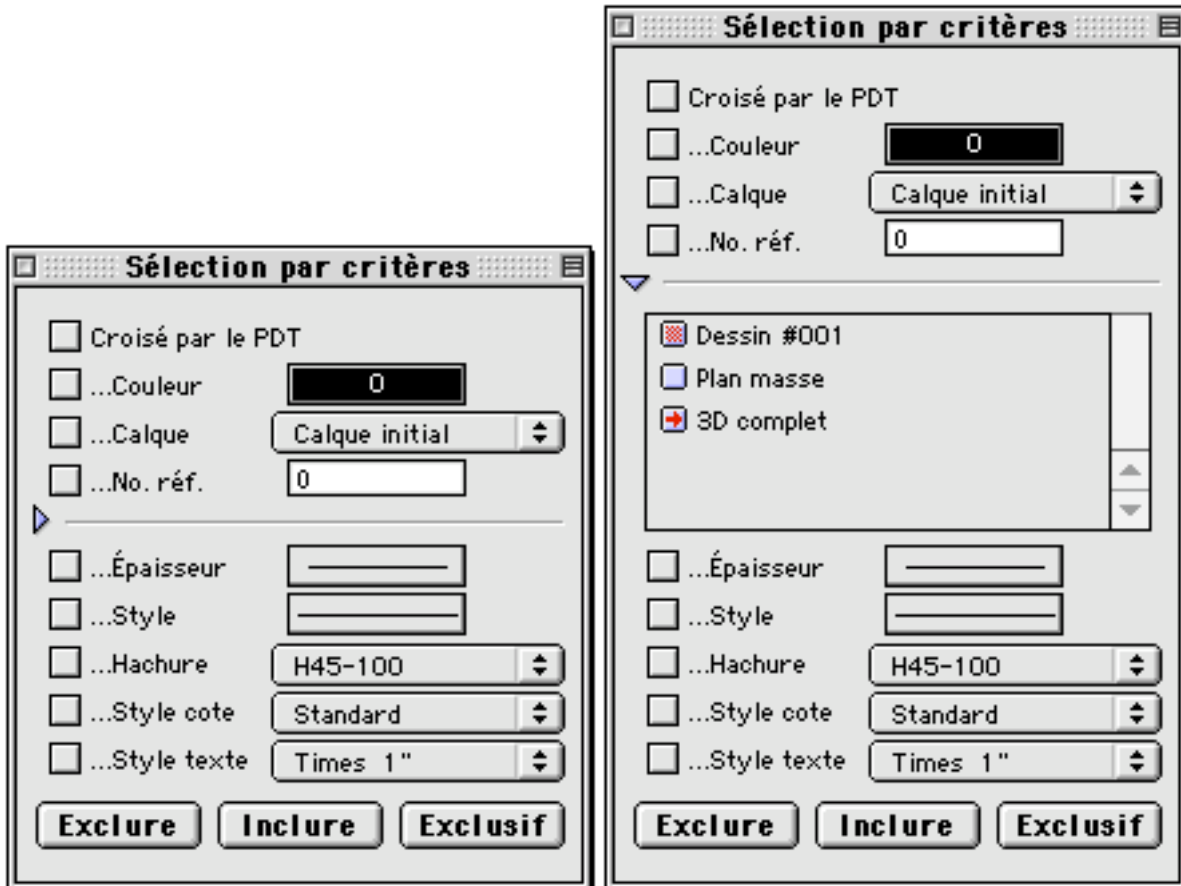 Sélection par critères
Croisé par le PDT
...Couleur 0
...Calque Calque initial
...No. réf. 0
...Épaisseur
...Style
...Hachure H45-100
...Style cote Standard
...Style texte Times 1"
Exclure Inclure Exclusif
Sélection par critères
Croisé par le PDT
...Couleur 0
...Calque Calque initial
...No. réf. 0
Dessin #001
Plan masse
3D complet
...Épaisseur
...Style
...Hachure H45-100
...Style cote Standard
...Style texte Times 1"
Exclure Inclure Exclusif